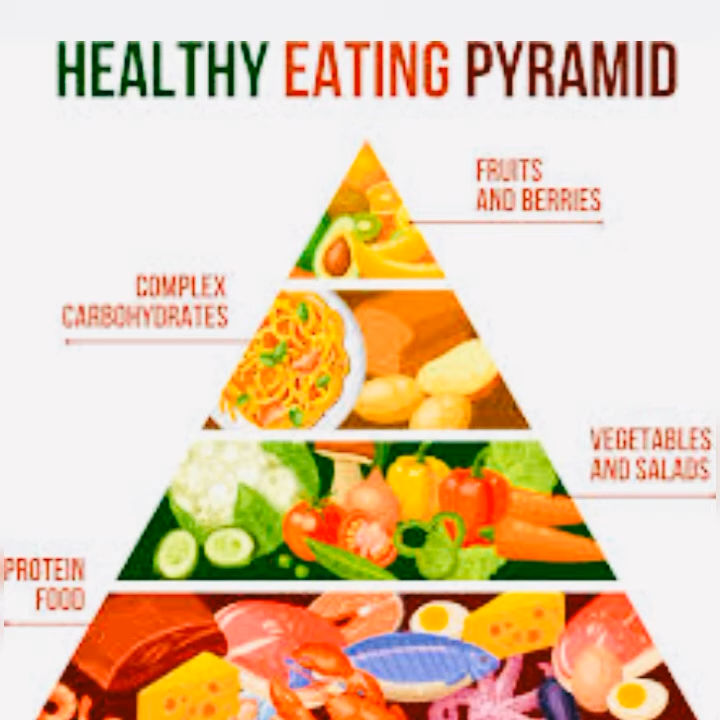 HEALTHY EATING PYRAMID
FRUITS
AND BERRIES
COMPLEX
CARBOHYDRATES
VEGETABLES
AND SALADS
PROTEIN
FOOD